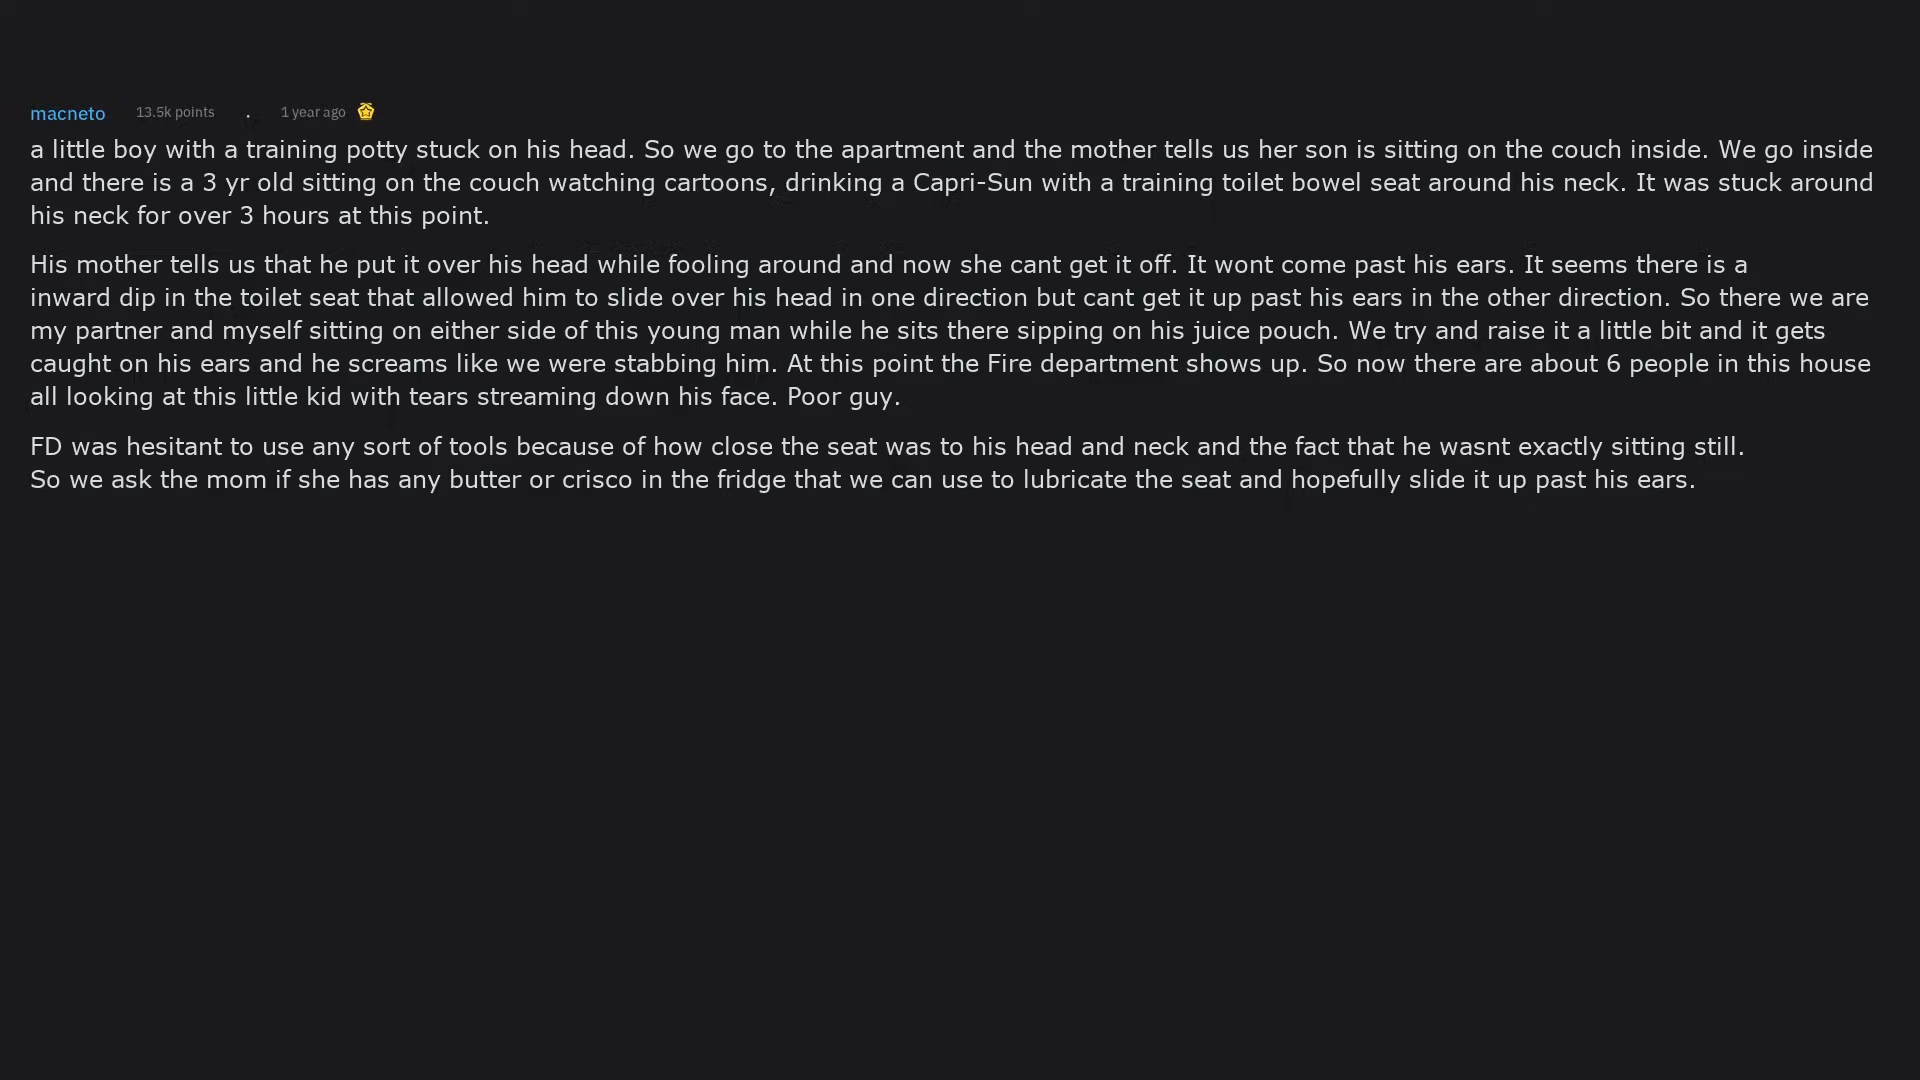 macneto 13.5k points . 1 year ago
a little boy with a training potty stuck on his head. So we go to the apartment and the mother tells us her son is sitting on the couch inside. We go inside
and there is a 3 yr old sitting on the couch watching cartoons, drinking a Capri-Sun with a training toilet bowel seat around his neck. It was stuck around
his neck for over 3 hours at this point.
His mother tells us that he put it over his head while fooling around and now she cant get it off. It wont come past his ears. It seems there is a
inward dip in the toilet seat that allowed him to slide over his head in one direction but cant get it up past his ears in the other direction. So there we are
my partner and myself sitting on either side of this young man while he sits there sipping on his juice pouch. We try and raise it a little bit and it gets
caught on his ears and he screams like we were stabbing him. At this point the Fire department shows up. So now there are about 6 people in this house
all looking at this little kid with tears streaming down his face. Poor guy.
FD was hesitant to use any sort of tools because of how close the seat was to his head and neck and the fact that he wasnt exactly sitting still.
So we ask the mom if she has any butter or crisco in the fridge that we can use to lubricate the seat and hopefully slide it up past his ears.